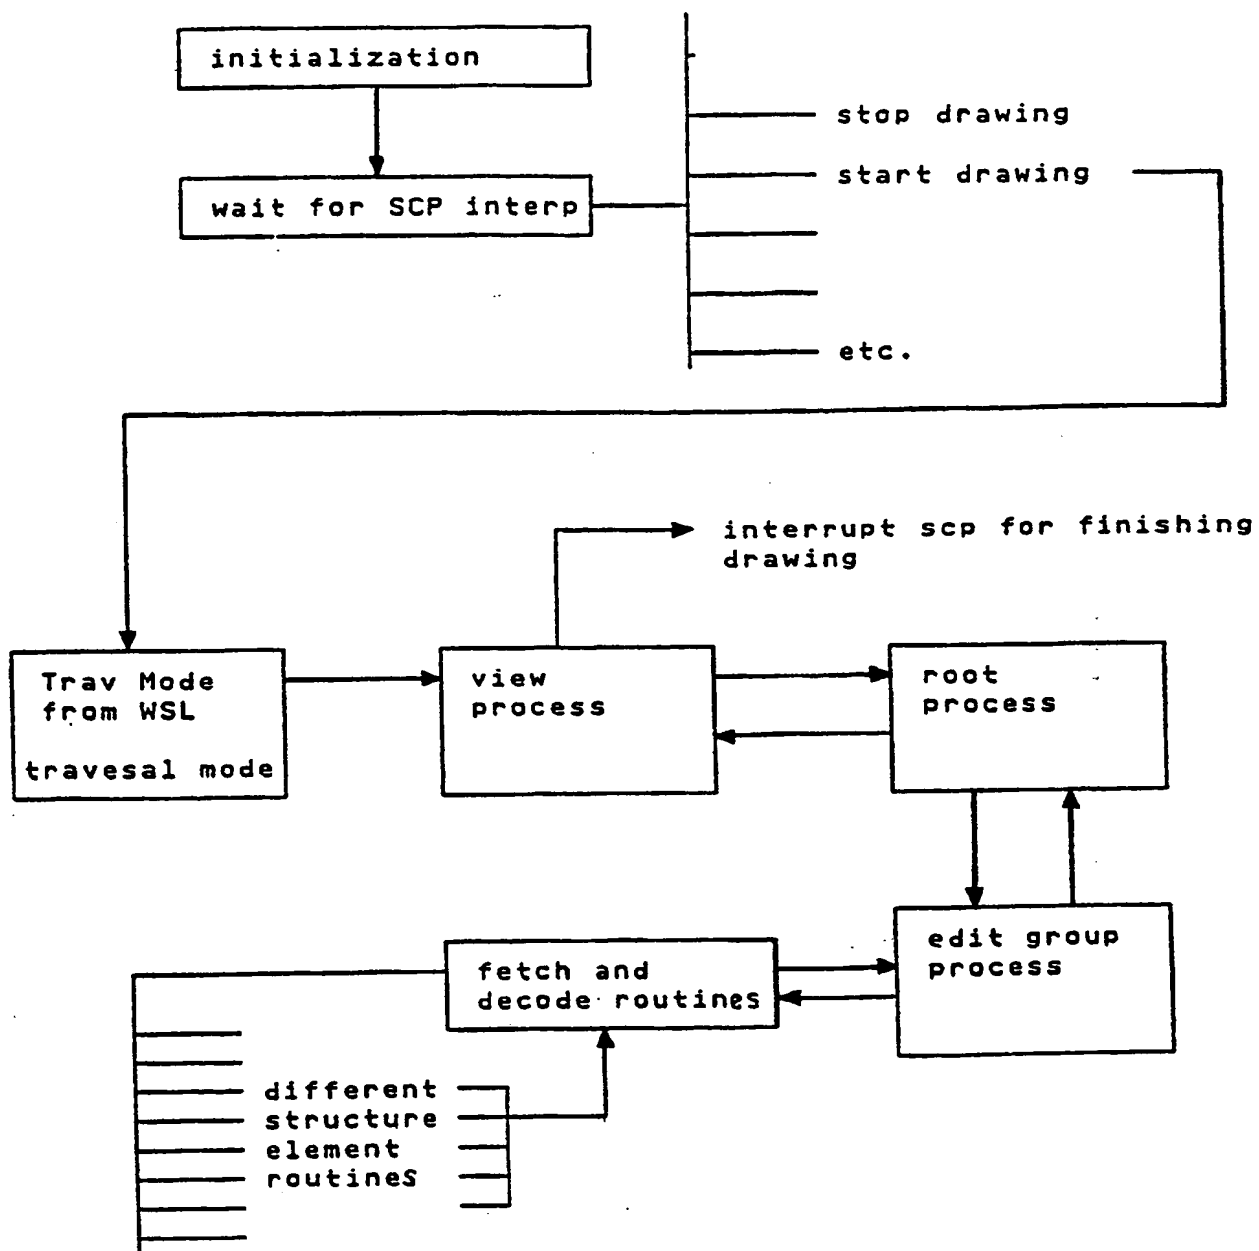 initialization
stop drawing
start drawing
wait for SCP interp
etc.
interrupt scp for finishing
drawing
Trav Mode
from WSL
travesal mode
view
process
root
process
edit group
process
fetch and
decode routines
different
structure
element
routines